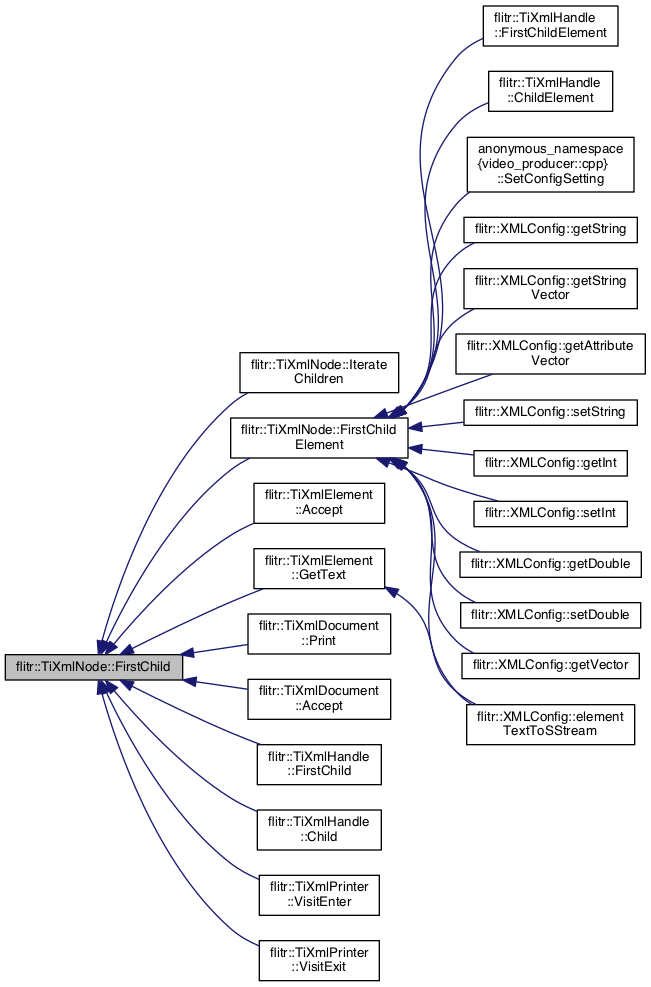 flitr::TiXmlHandle
::FirstChildElement
flitr::TiXmlHandle
::ChildElement
anonymous_namespace
{video_producer::cpp}
::SetConfigSetting
flitr::XMLConfig::getString
flitr::XMLConfig::getString
Vector
flitr::XMLConfig::getAttribute
Vector
flitr::TiXmlNode::Iterate
Children
flitr::XMLConfig::setString
flitr::TiXmlNode::FirstChild
Element
flitr::XMLConfig::getInt
flitr::TiXmlElement
::Accept
flitr::XMLConfig::setInt
flitr::TiXmlElement
::GetText
flitr::XMLConfig::getDouble
flitr::XMLConfig::setDouble
flitr::TiXmlDocument
::Print
flitr::TiXmlNode::FirstChild
flitr::XMLConfig::getVector
flitr::TiXmlDocument
::Accept
flitr::XMLConfig::element
TextToSStream
flitr::TiXmlHandle
::FirstChild
flitr::TiXmlHandle
::Child
flitr::TiXmlPrinter
::VisitEnter
flitr::TiXmlPrinter
::VisitExit